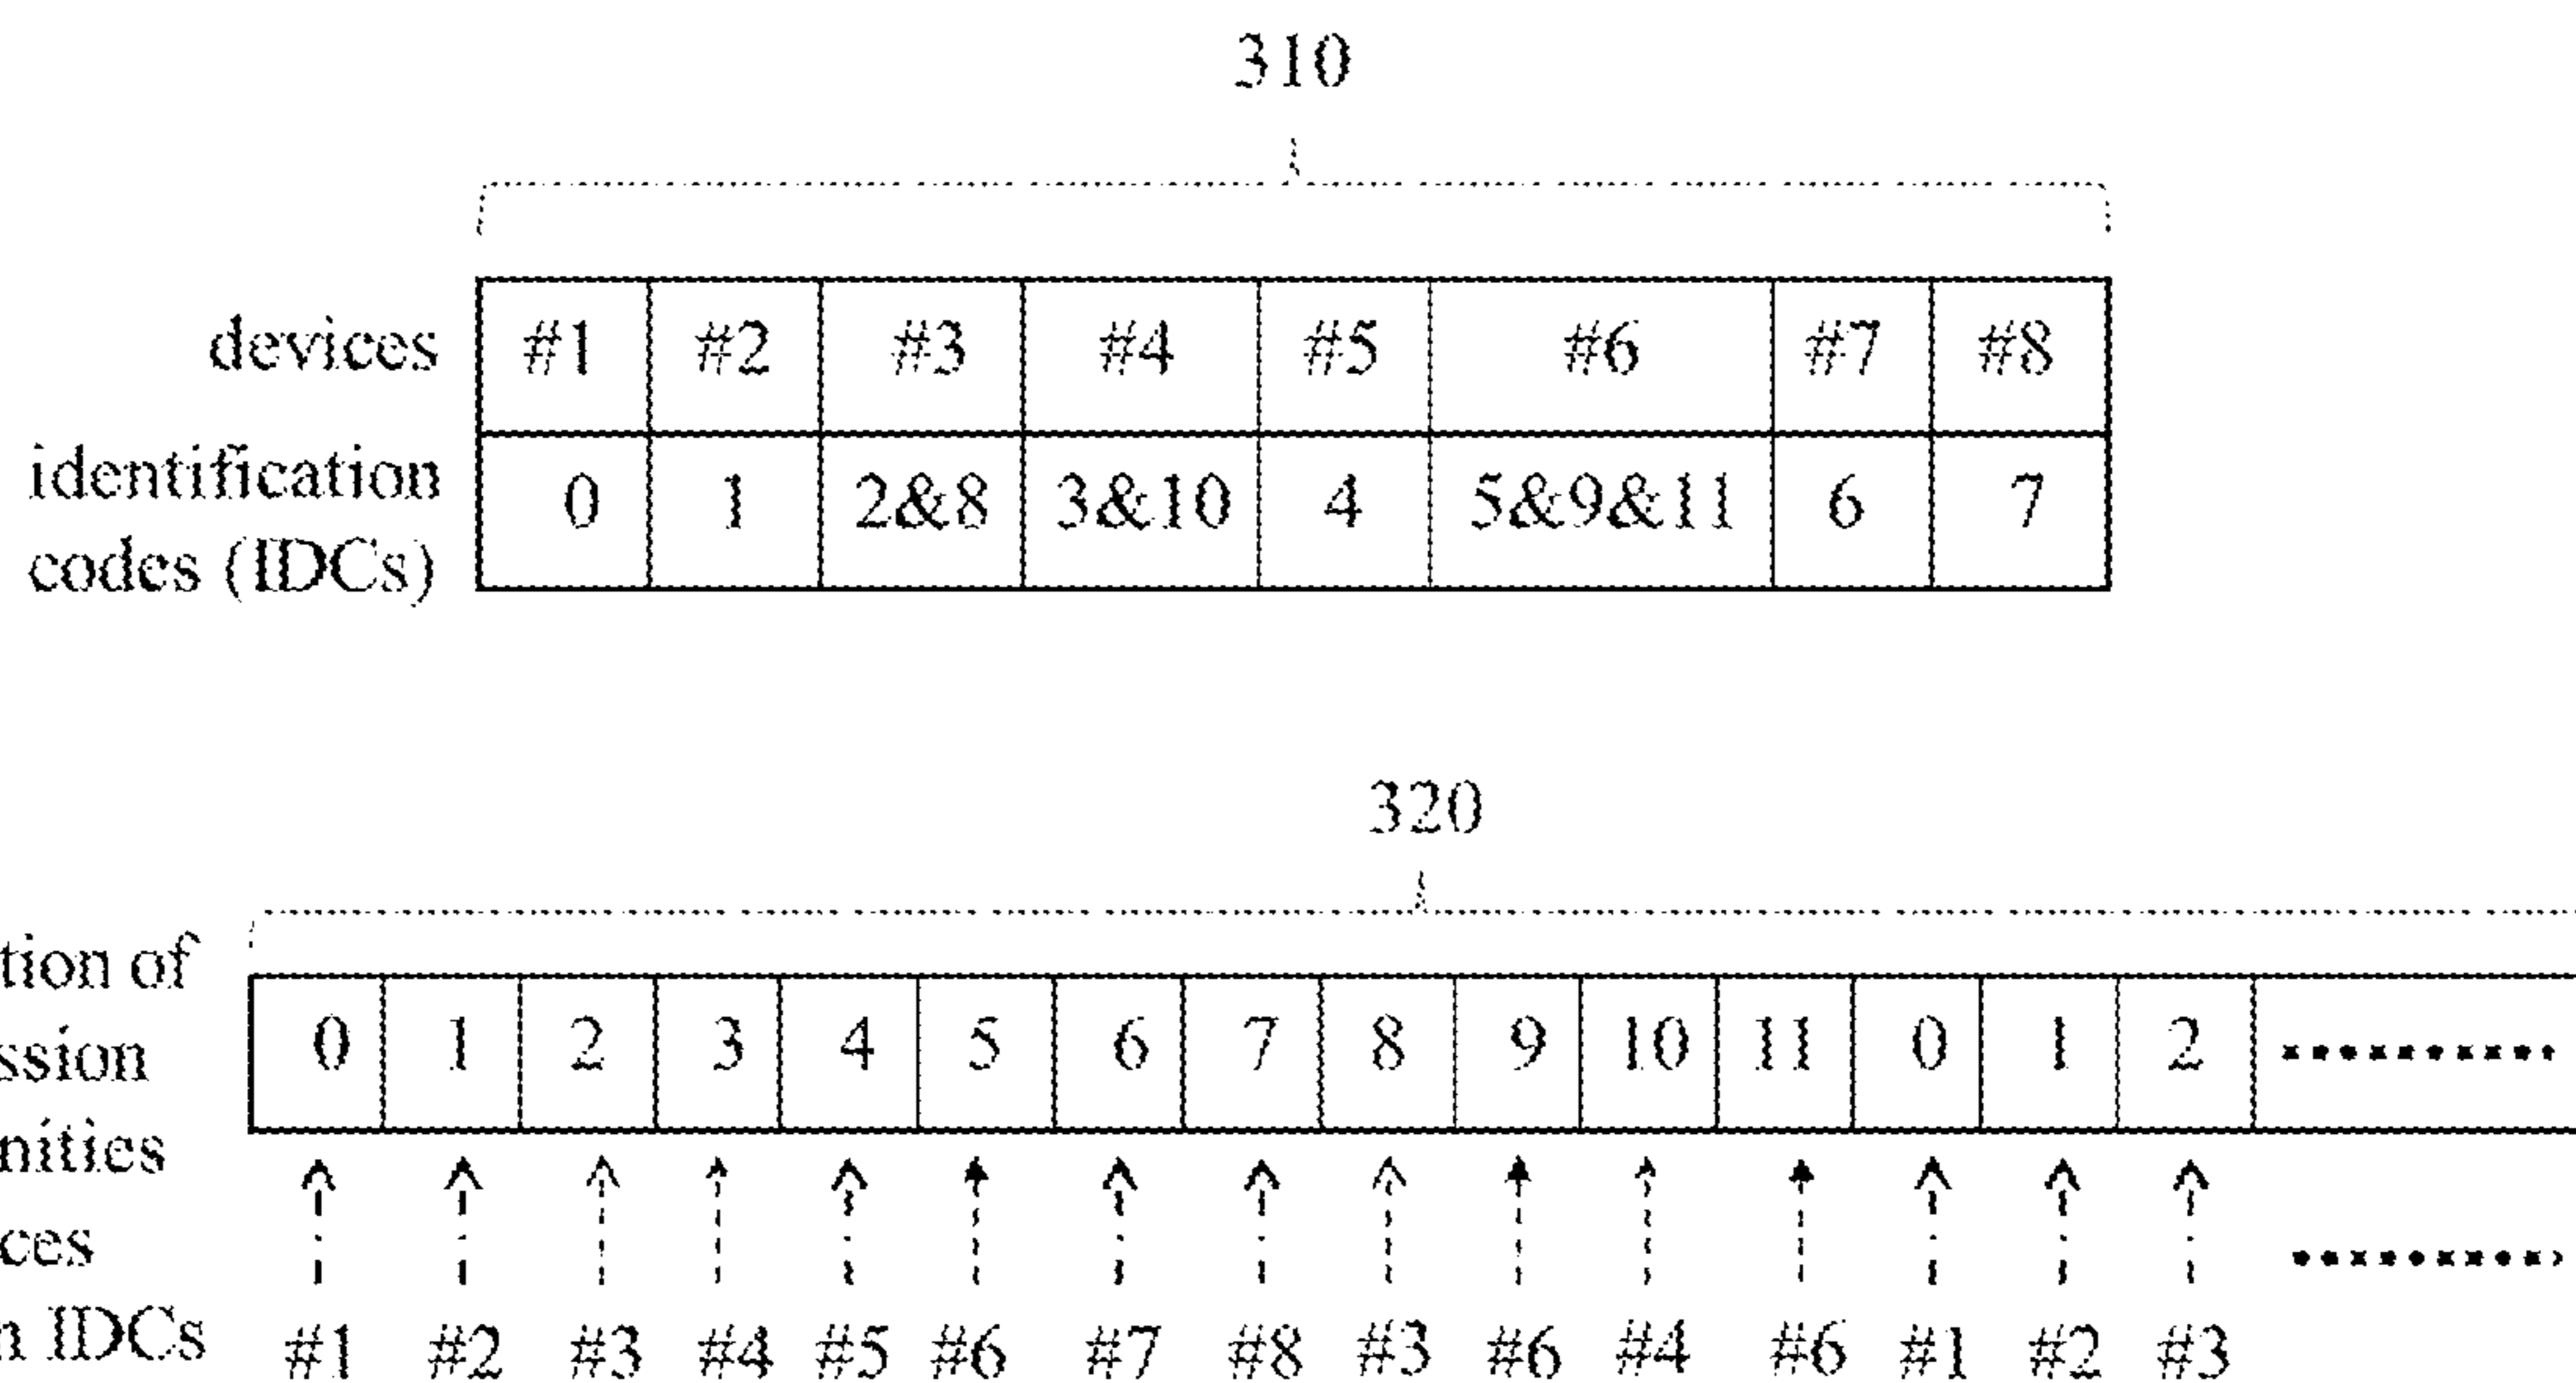 310
devices #1 #2 #3 #4 #5 #6 #7 #8
identification
codes (IDCs) 0 1 2&8 3&10 4 5&9&11 6 7
320
tion of
ssion 0 1 2 3 4 5 6 7 8 9 10 11 0 1 2 ..........
nities
ces ..........
n IDCs #1 #2 #3 #4 #5 #6 #7 #8 #3 #6 #4 #6 #1 #2 #3